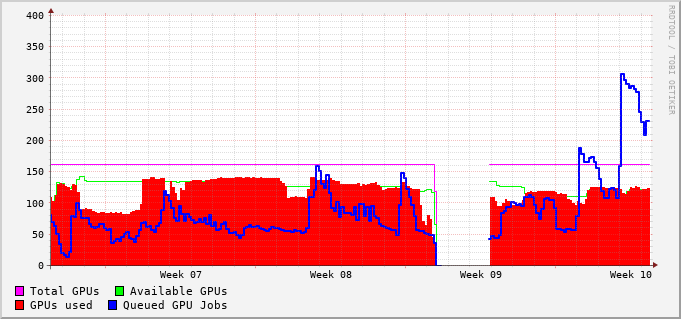 400
350
300
250
200
150
100
50
0
Week 07 Week 08 Week 09 Week 10
Total GPUs Available GPUs
GPUs used Queued GPU Jobs
RRDTOOL / TOBI OETIKER